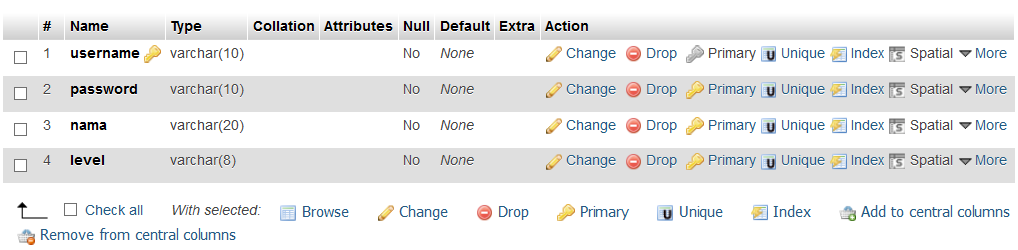 # Name Type Collation Attributes Null Default Extra Action
1 username varchar(10) No None Change Drop Primary Unique Index Spatial More
2 password varchar(10) No None Change Drop Primary Unique Index Spatial More
3 nama varchar(20) No None Change Drop Primary Unique Index Spatial More
4 level varchar(8) No None Change Drop Primary Unique Index Spatial More
Check all With selected: Browse Change Drop Primary Unique Index Add to central columns
Remove from central columns